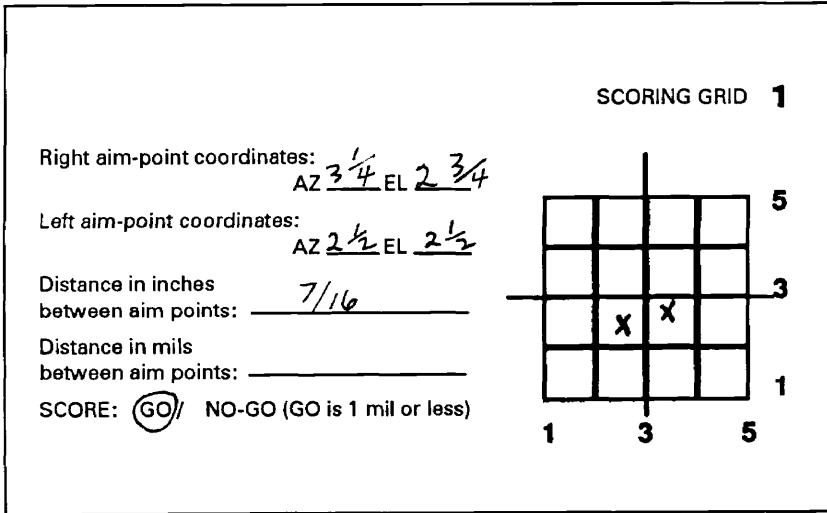 SCORING GRID 1
Right aim-point coordinates:
AZ 3 1/4 EL 2 3/4
Left aim-point coordinates:
AZ 2 1/2 EL 2 1/2
Distance in inches
between aim points: 7/16
Distance in mils
between aim points:
SCORE: GO/ NO-GO (GO is 1 mil or less)
5
3
x x
1
1 3 5